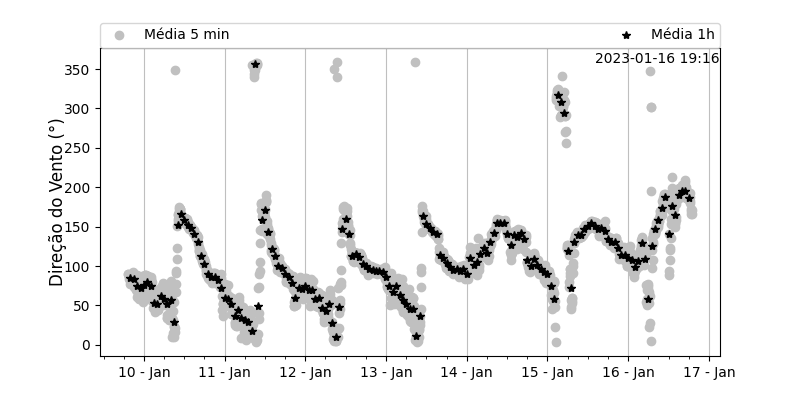 Média 5 min
Média 1h
2023-01-16 19:16
Direção do Vento (°)
350
300
250
200
150
100
50
0
10 - Jan
11 - Jan
12 - Jan
13 - Jan
14 - Jan
15 - Jan
16 - Jan
17 - Jan